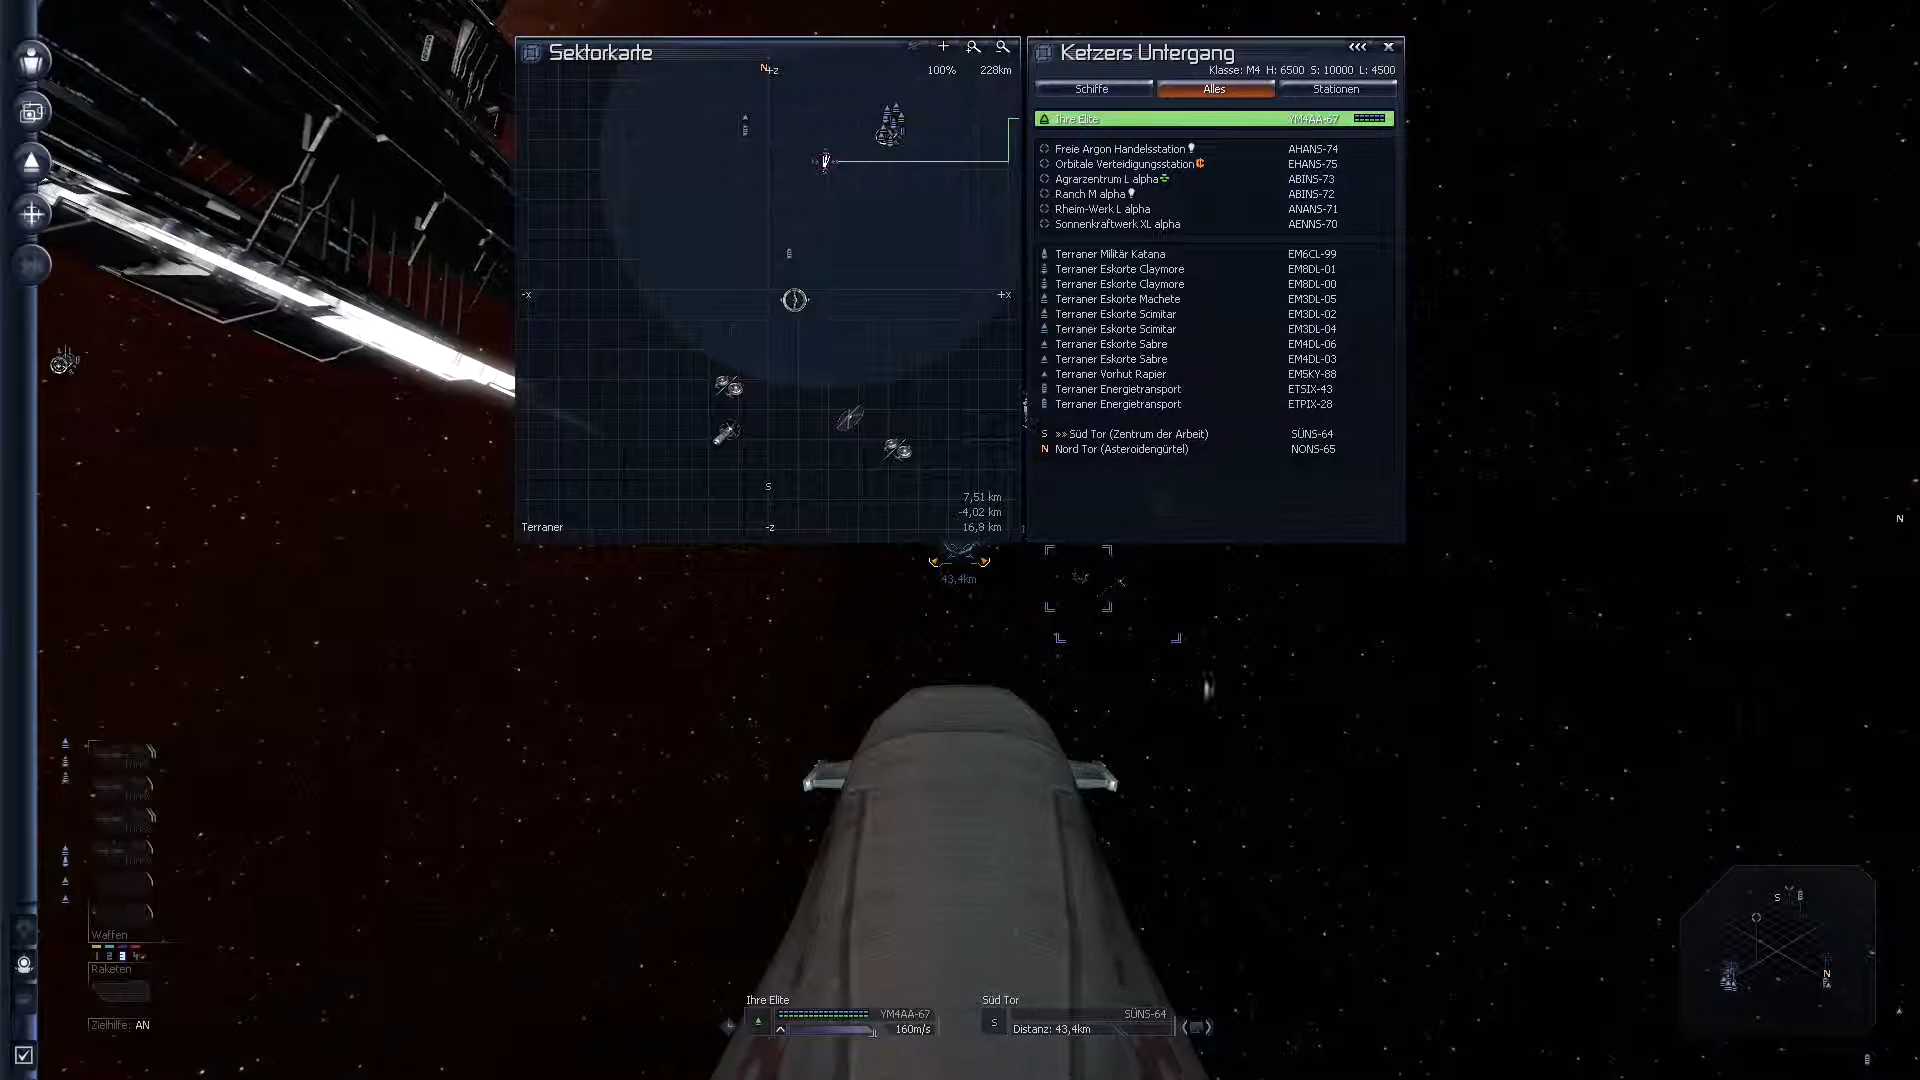 Sektorkarte
100% 228km
N +z
-x
+x
S
-z
7,51 km
-4,02 km
16,9 km
Terraner
Ketzers Untergang
Klasse: M4 H: 6500 S: 10000 L: 4500
Schiffe Alles Stationen
Ihre Elite YM4AA-67
Freie Argon Handelsstation AHANS-74
Orbitale Verteidigungsstation EHANS-75
Agrarzentrum L alpha ABINS-73
Ranch M alpha ABINS-72
Rheim-Werk L alpha ANANS-71
Sonnenkraftwerk XL alpha AENNS-70
Terraner Militär Katana EM6CL-99
Terraner Eskorte Claymore EM8DL-01
Terraner Eskorte Claymore EM8DL-00
Terraner Eskorte Machete EM3DL-05
Terraner Eskorte Scimitar EM3DL-02
Terraner Eskorte Scimitar EM3DL-04
Terraner Eskorte Sabre EM4DL-06
Terraner Eskorte Sabre EM4DL-03
Terraner Vorhut Rapier EM5KY-88
Terraner Energietransport ETSIX-43
Terraner Energietransport ETPIX-28
S »» Süd Tor (Zentrum der Arbeit) SÜNS-64
N Nord Tor (Asteroidengürtel) NONS-65
N
43,4km
Waffen
1 2 3 4
Raketen
Zielhilfe: AN
Ihre Elite
YM4AA-67
160m/s
Süd Tor
S
SÜNS-64
Distanz: 43,4km
S
N